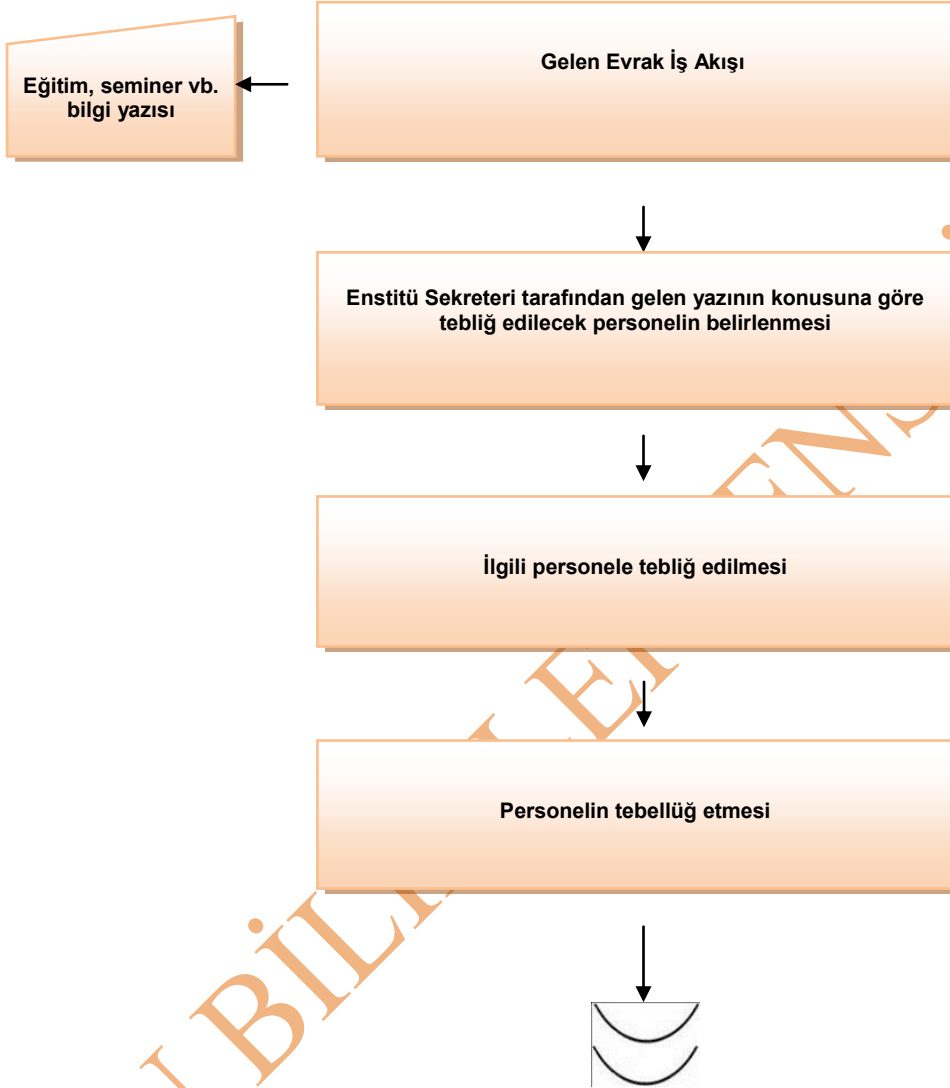 Gelen Evrak İş Akışı
Eğitim, seminer vb.
bilgi yazısı
Enstitü Sekreteri tarafından gelen yazının konusuna göre
tebliğ edilecek personelin belirlenmesi
İlgili personele tebliğ edilmesi
Personelin tebellüğ etmesi